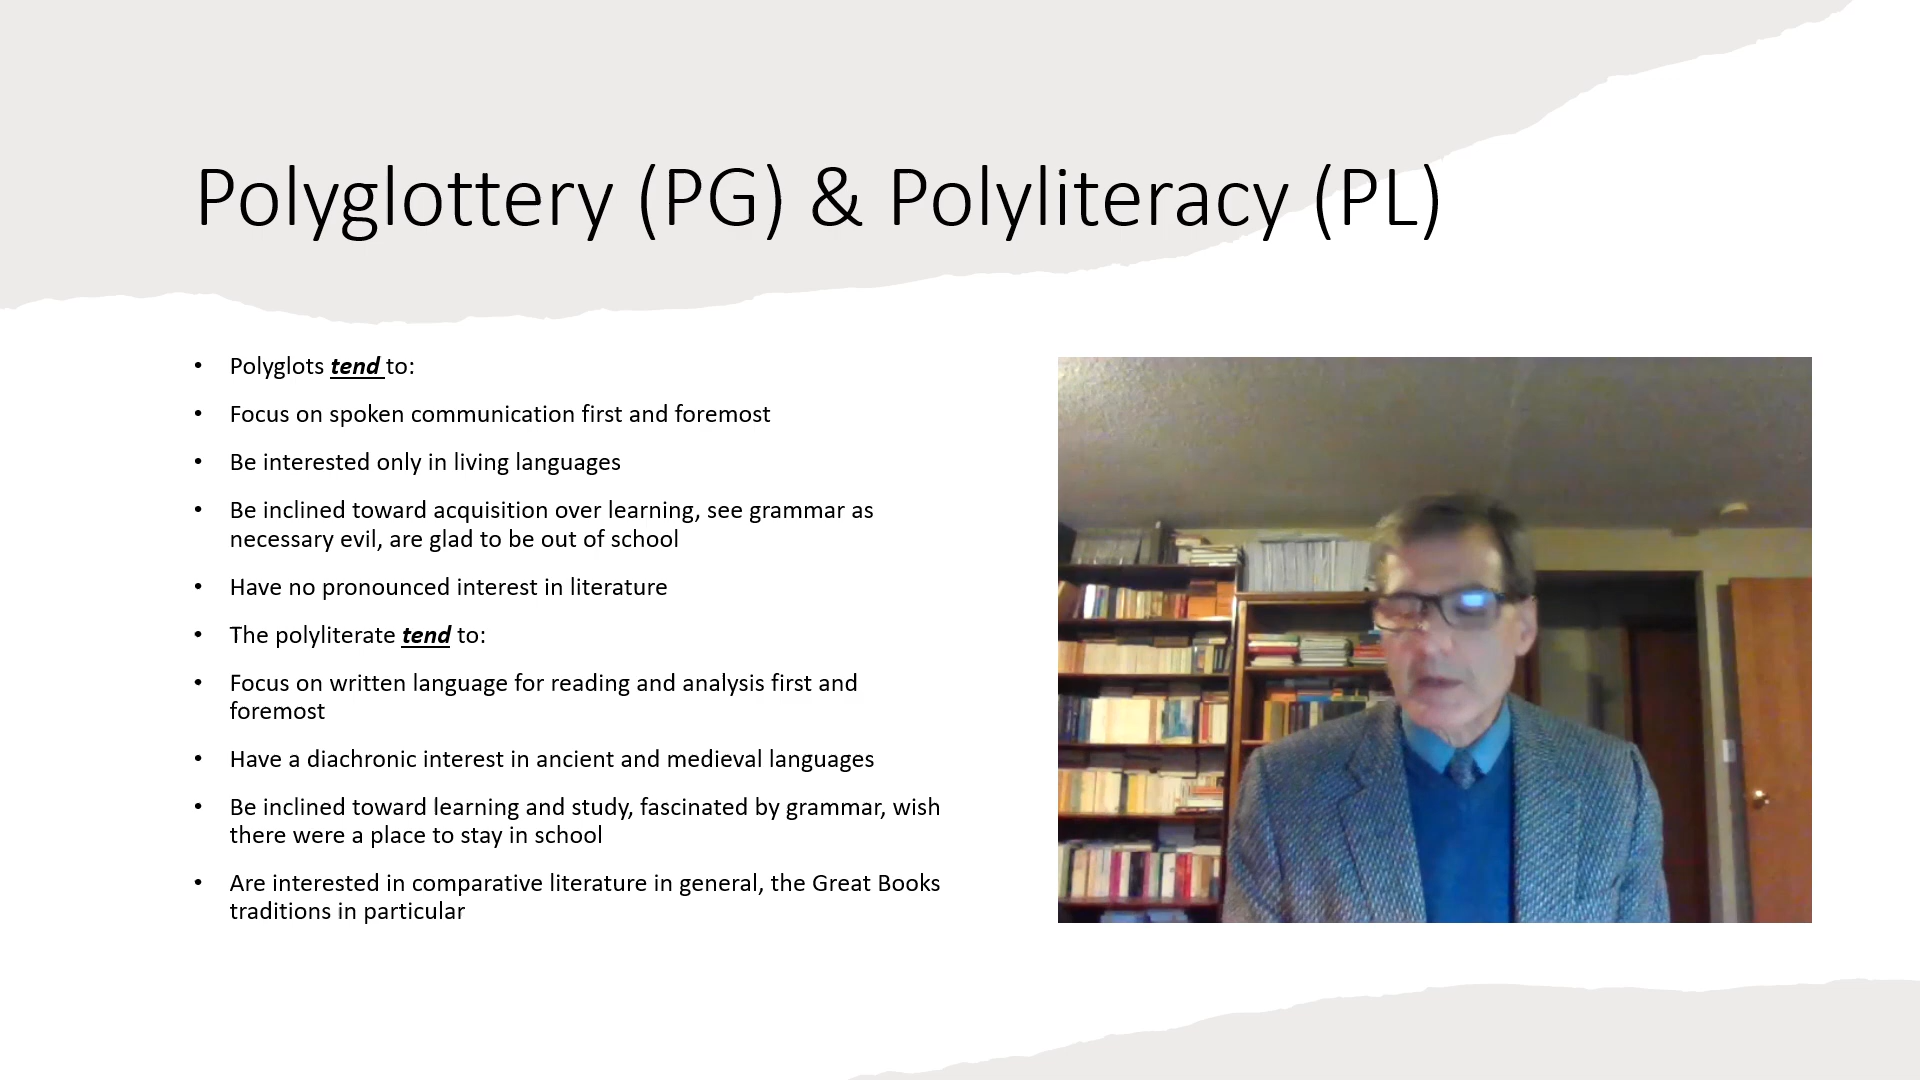 Polyglottery (PG) & Polyliteracy (PL)
• Polyglots tend to:
• Focus on spoken communication first and foremost
• Be interested only in living languages
• Be inclined toward acquisition over learning, see grammar as
necessary evil, are glad to be out of school
• Have no pronounced interest in literature
• The polyliterate tend to:
• Focus on written language for reading and analysis first and
foremost
• Have a diachronic interest in ancient and medieval languages
• Be inclined toward learning and study, fascinated by grammar, wish
there were a place to stay in school
• Are interested in comparative literature in general, the Great Books
traditions in particular